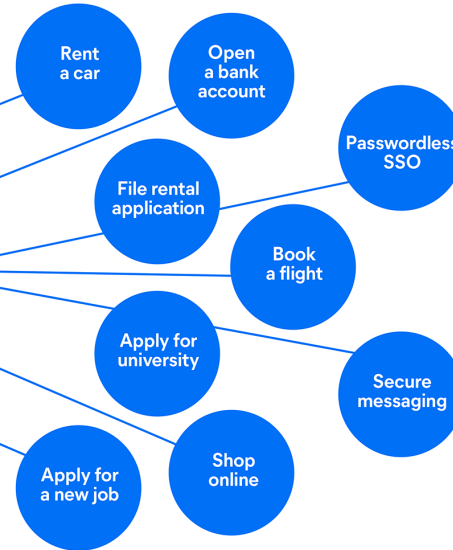 Rent
a car
Open
a bank
account
Passwordless
SSO
File rental
application
Book
a flight
Apply for
university
Secure
messaging
Shop
online
Apply for
a new job